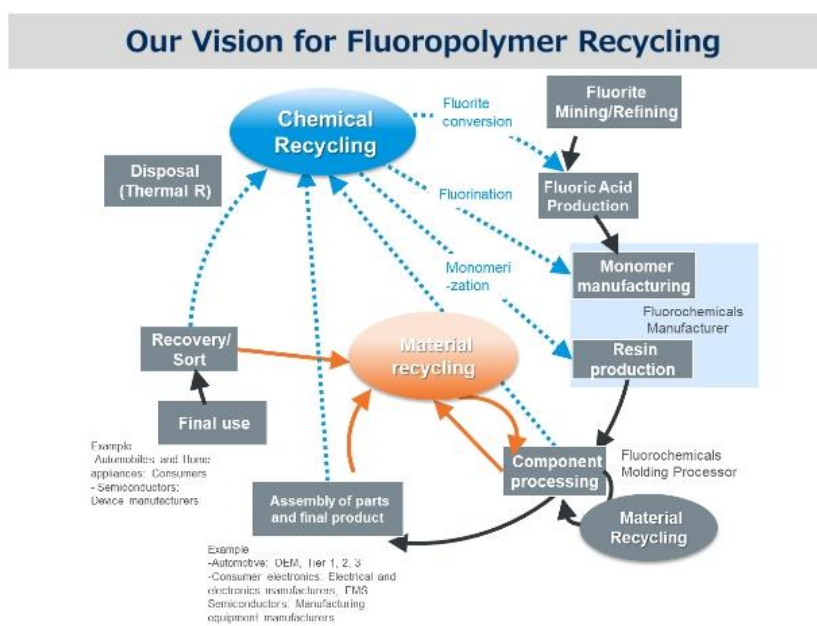 Our Vision for Fluoropolymer Recycling
Chemical
Recycling
Fluorite
conversion
Fluorite
Mining/Refining
Disposal
(Thermal R)
Fluorination
Fluoric Acid
Production
Monomeri
-zation
Monomer
manufacturing
Fluorochemicals
Manufacturer
Recovery/
Sort
Material
recycling
Resin
production
Final use
Example
-Automobiles and Home
appliances: Consumers
- Semiconductors:
Device manufacturers
Component
processing
Fluorochemicals
Molding Processor
Assembly of parts
and final product
Material
Recycling
Example
-Automotive: OEM, Tier 1, 2, 3
-Consumer electronics: Electrical and
electronics manufacturers, EMS
Semiconductors: Manufacturing
equipment manufacturers